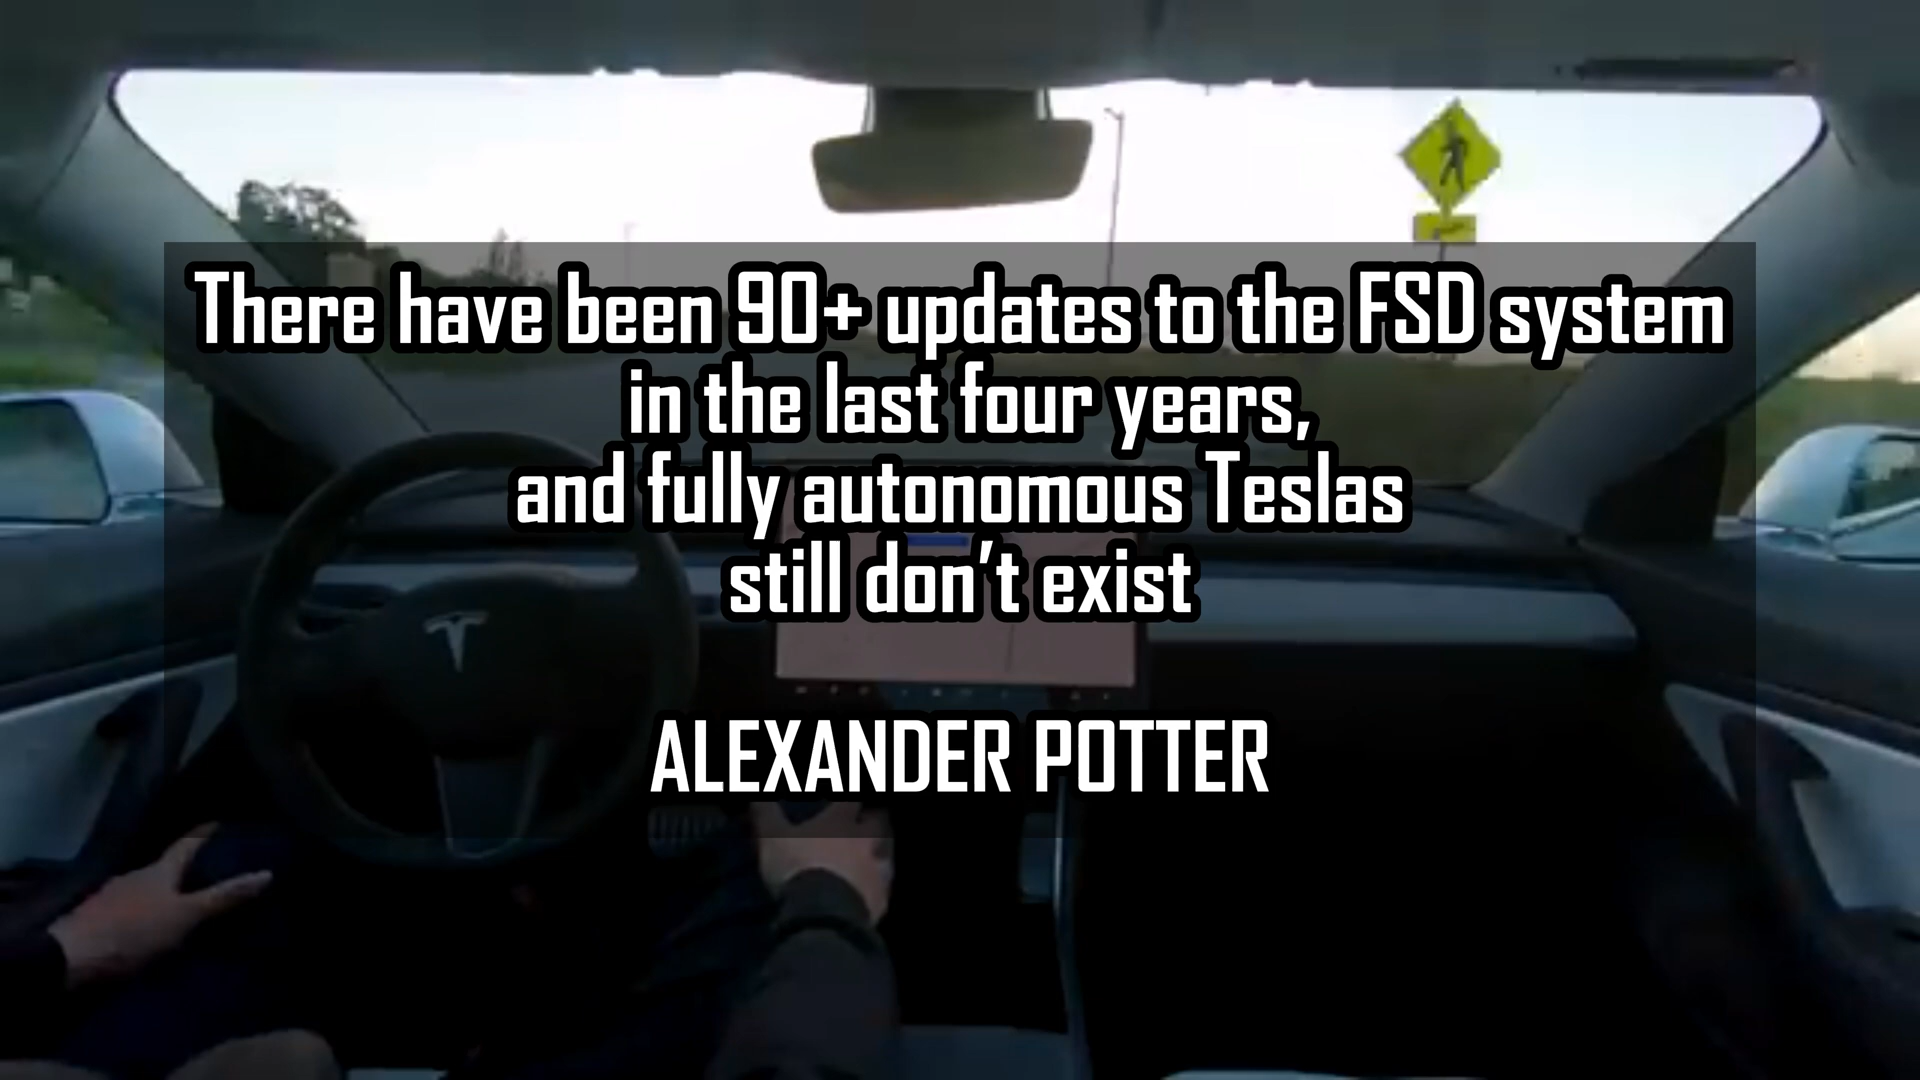 There have been 90+ updates to the FSD system
in the last four years,
and fully autonomous Teslas
still don’t exist
ALEXANDER POTTER